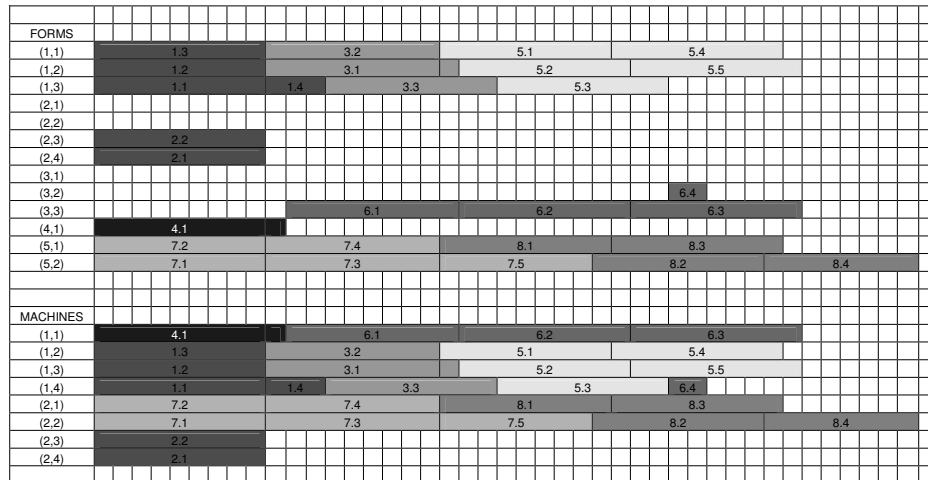 FORMS
(1,1) 1.3 3.2 5.1 5.4
(1,2) 1.2 3.1 5.2 5.5
(1,3) 1.1 1.4 3.3 5.3
(2,1)
(2,2)
(2,3) 2.2
(2,4) 2.1
(3,1)
(3,2) 6.4
(3,3) 6.1 6.2 6.3
(4,1) 4.1
(5,1) 7.2 7.4 8.1 8.3
(5,2) 7.1 7.3 7.5 8.2 8.4
MACHINES
(1,1) 4.1 6.1 6.2 6.3
(1,2) 1.3 3.2 5.1 5.4
(1,3) 1.2 3.1 5.2 5.5
(1,4) 1.1 1.4 3.3 5.3 6.4
(2,1) 7.2 7.4 8.1 8.3
(2,2) 7.1 7.3 7.5 8.2 8.4
(2,3) 2.2
(2,4) 2.1